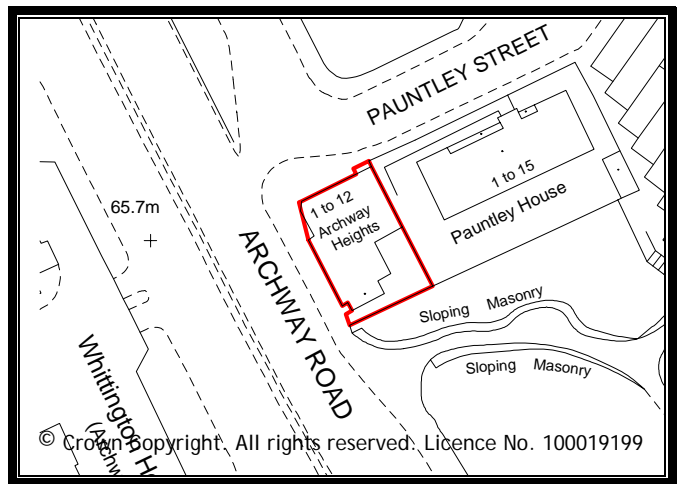 PAUNTLEY STREET
1 to 15
Pauntley House
1 to 12
Archway
Heights
65.7m
ARCHWAY ROAD
Sloping Masonry
Sloping Masonry
Whittington
© Crown Copyright. All rights reserved. Licence No. 100019199